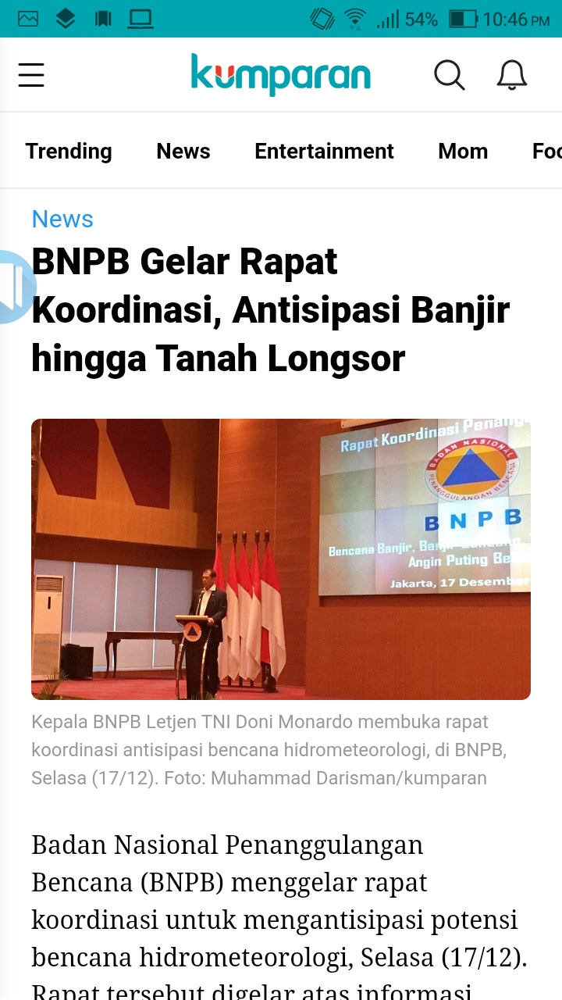 54% 10:46 PM
kumparan
Trending News Entertainment Mom Foo
News
BNPB Gelar Rapat
Koordinasi, Antisipasi Banjir
hingga Tanah Longsor
Rapat Koordinasi Penang
BADAN NASIONAL
PENANGGULANGAN BENCANA
BNPB
Bencana Banjir, Banjir Bandang,
Angin Puting Be
Jakarta, 17 Desember
Kepala BNPB Letjen TNI Doni Monardo membuka rapat
koordinasi antisipasi bencana hidrometeorologi, di BNPB,
Selasa (17/12). Foto: Muhammad Darisman/kumparan
Badan Nasional Penanggulangan
Bencana (BNPB) menggelar rapat
koordinasi untuk mengantisipasi potensi
bencana hidrometeorologi, Selasa (17/12).
Rapat tersebut digelar atas informasi